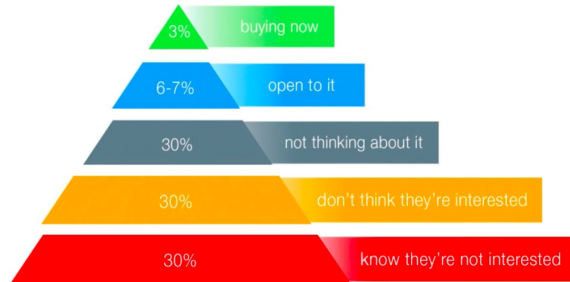 3% buying now
6-7% open to it
30% not thinking about it
30% don't think they're interested
30% know they're not interested